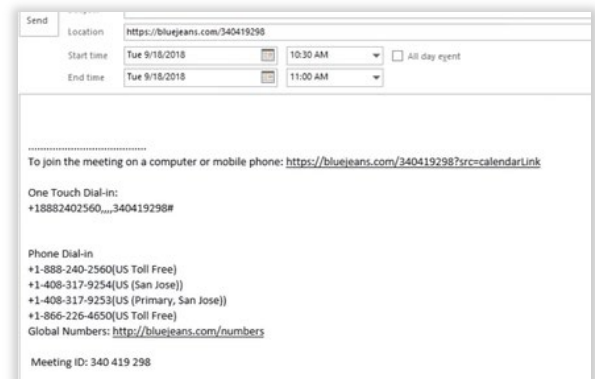 Send
Location https://bluejeans.com/340419298
Start time Tue 9/18/2018 10:30 AM All day event
End time Tue 9/18/2018 11:00 AM
........................................
To join the meeting on a computer or mobile phone: https://bluejeans.com/340419298?src=calendarLink
One Touch Dial-in:
+18882402560,,,,340419298#
Phone Dial-in
+1-888-240-2560(US Toll Free)
+1-408-317-9254(US (San Jose))
+1-408-317-9253(US (Primary, San Jose))
+1-866-226-4650(US Toll Free)
Global Numbers: http://bluejeans.com/numbers
Meeting ID: 340 419 298